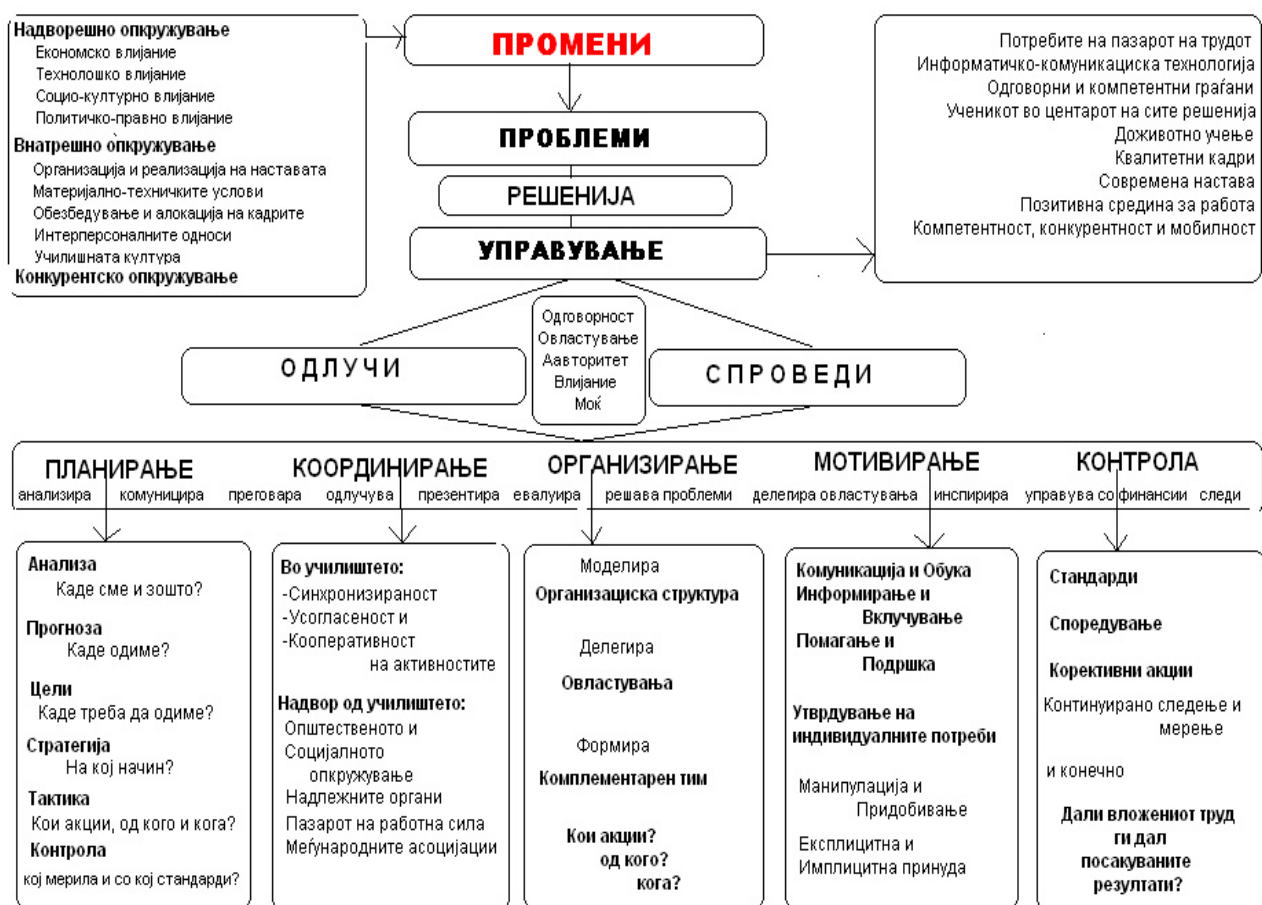 Надворешно опкружување
Економско влијание
Технолошко влијание
Социо-културно влијание
Политичко-правно влијание
Внатрешно опкружување
Организација и реализација на наставата
Материјално-техничките услови
Обезбедување и алокација на кадрите
Интерперсоналните односи
Училишната култура
Конкурентско опкружување
ПРОМЕНИ
ПРОБЛЕМИ
РЕШЕНИЈА
УПРАВУВАЊЕ
Потребите на пазарот на трудот
Информатичко-комуникациска технологија
Одговорни и компетентни граѓани
Ученикот во центарот на сите решенија
Доживотно учење
Квалитетни кадри
Современа настава
Позитивна средина за работа
Компетентност, конкурентност и мобилност
ОДЛУЧИ
Одговорност
Овластување
Аавторитет
Влијание
Моќ
СПРОВЕДИ
ПЛАНИРАЊЕ КООРДИНИРАЊЕ ОРГАНИЗИРАЊЕ МОТИВИРАЊЕ КОНТРОЛА
анализира комуницира преговара одлучува презентира евалуира решава проблеми делегира овластувања инспирира управува со финансии следи
Анализа
Каде сме и зошто?
Прогноза
Каде одиме?
Цели
Каде треба да одиме?
Стратегија
На кој начин?
Тактика
Кои акции, од кого и кога?
Контрола
кој мерила и со кој стандарди?
Во училиштето:
-Синхронизираност
-Усогласеност и
-Кооперативност
на активностите
Надвор од училиштето:
Општественото и
Социјалното
опкружување
Надлежните органи
Пазарот на работна сила
Меѓународните асоцијации
Моделира
Организациска структура
Делегира
Овластувања
Формира
Комплементарен тим
Кои акции?
од кого?
кога?
Комуникација и Обука
Информирање и
Вклучување
Помагање и
Подршка
Утврдување на
индивидуалните потреби
Манипулација и
Придобивање
Експлицитна и
Имплицитна принуда
Стандарди
Споредување
Корективни акции
Континуирано следење и
мерење
и конечно
Дали вложениот труд
ги дал
посакуваните
резултати?